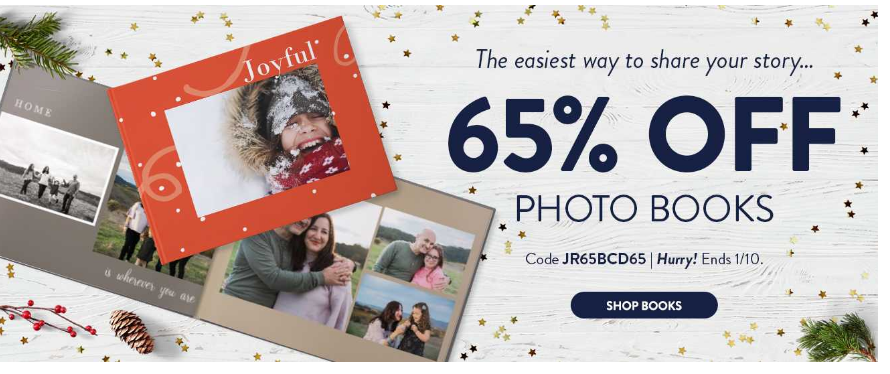 Joyful
HOME
is wherever you are
The easiest way to share your story...
65% OFF
PHOTO BOOKS
Code JR65BCD65 | Hurry! Ends 1/10.
SHOP BOOKS